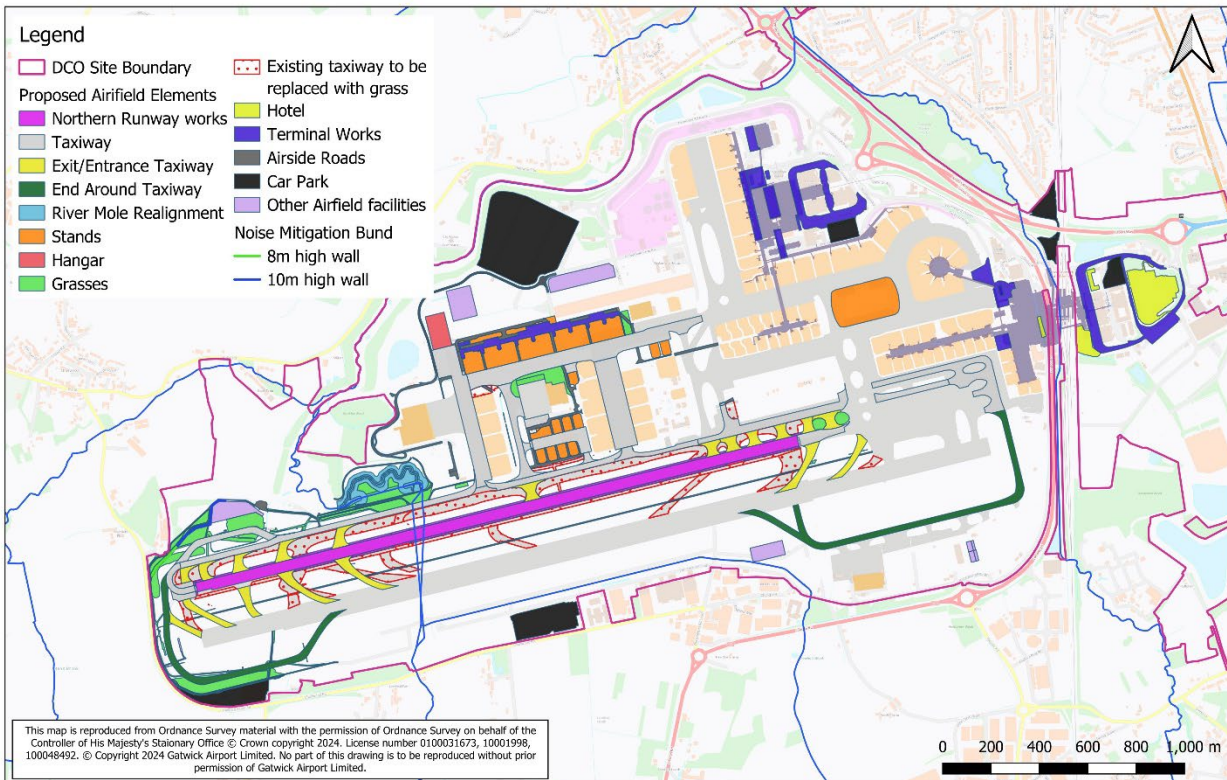 Legend
DCO Site Boundary
Proposed Airifield Elements
Northern Runway works
Taxiway
Exit/Entrance Taxiway
End Around Taxiway
River Mole Realignment
Stands
Hangar
Grasses
Existing taxiway to be
replaced with grass
Hotel
Terminal Works
Airside Roads
Car Park
Other Airfield facilities
Noise Mitigation Bund
8m high wall
10m high wall
This map is reproduced from Ordnance Survey material with the permission of Ordnance Survey on behalf of the
Controller of His Majesty's Staionary Office © Crown copyright 2024. License number 0100031673, 10001998,
100048492. © Copyright 2024 Gatwick Airport Limited. No part of this drawing is to be reproduced without prior
permission of Gatwick Airport Limited.
0 200 400 600 800 1,000 m